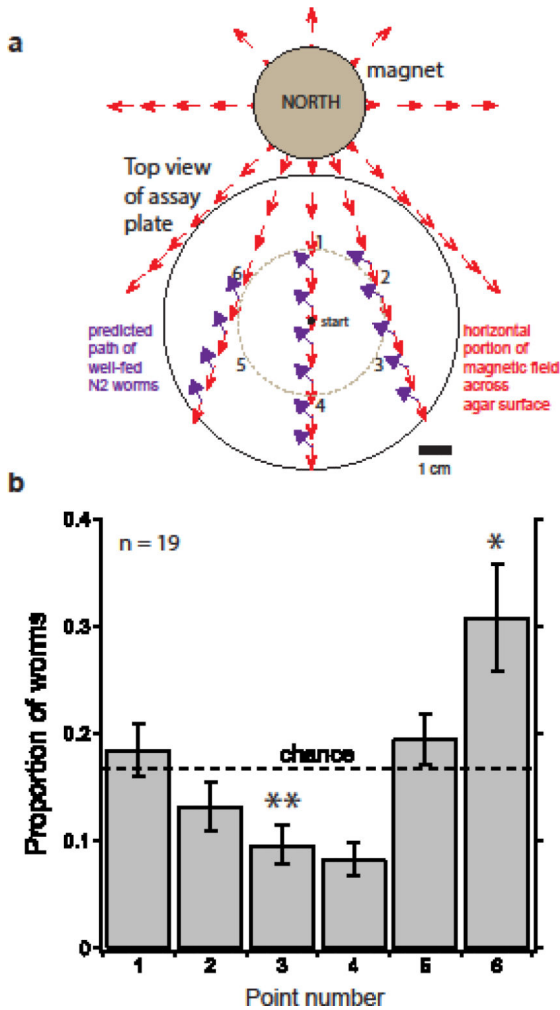 a
magnet
NORTH
Top view
of assay
plate
1
6
2
start
predicted
path of
well-fed
N2 worms
horizontal
portion of
magnetic field
across
agar surface
5
3
4
1 cm
b
0.4
n = 19
*
0.3
Proportion of worms
0.2
chance
**
0.1
0
1 2 3 4 5 6
Point number